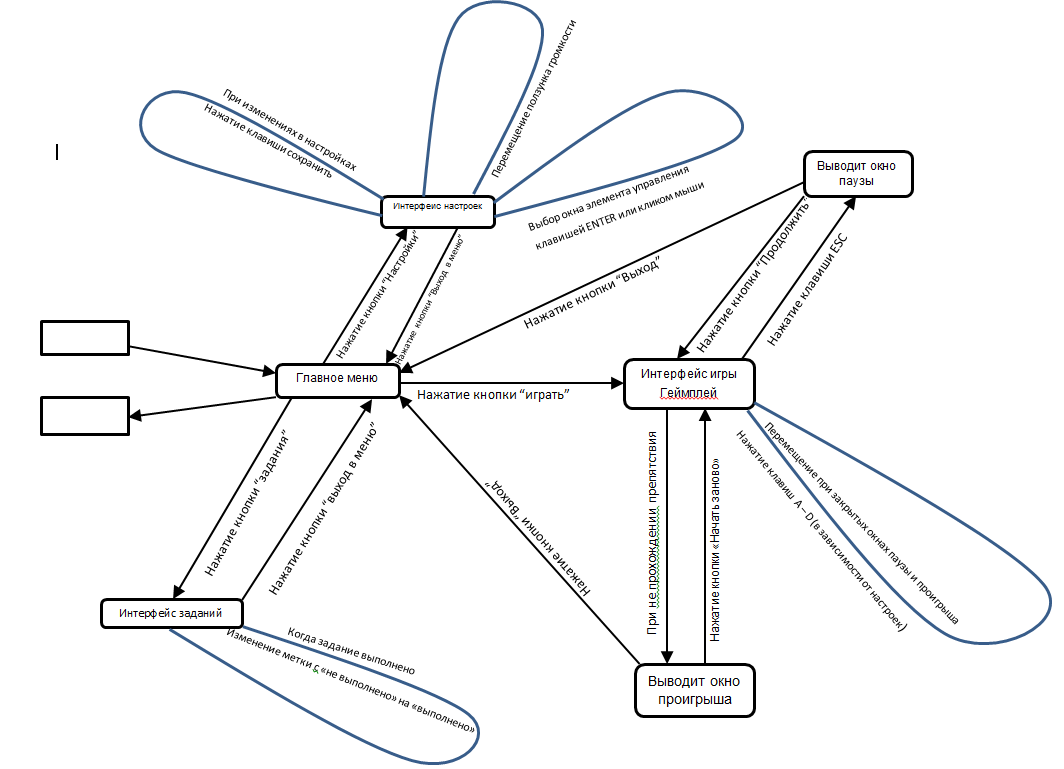 При изменениях в настройках
Нажатие клавиши сохранить
Перемещение ползунка громкости
Выбор окна элемента управления
клавишей ENTER или кликом мыши
Интерфейс настроек
Выводит окно
паузы
Нажатие кнопки “Настройки”
Нажатие кнопки “Выход в меню”
Нажатие кнопки “Выход”
Нажатие кнопки “Продолжить”
Нажатие клавиши ESC
Главное меню
Нажатие кнопки “играть”
Интерфейс игры
Геймплей
Нажатие кнопки “задания”
Нажатие кнопки “выход в меню”
Нажатие кнопки “Выход”
При не прохождении препятствия
Нажатие кнопки «Начать заново»
Перемещение при закрытых окнах паузы и проигрыша
Нажатие клавиш A – D (в зависимости от настроек)
Интерфейс заданий
Когда задание выполнено
Изменение метки с «не выполнено» на «выполнено»
Выводит окно
проигрыша